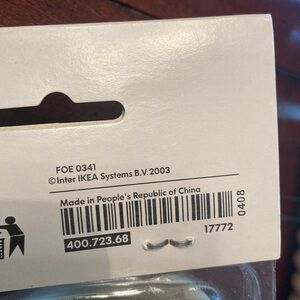 FOE 0341
©Inter IKEA Systems B.V.2003
Made in People's Republic of China
400.723.68
17772
0408